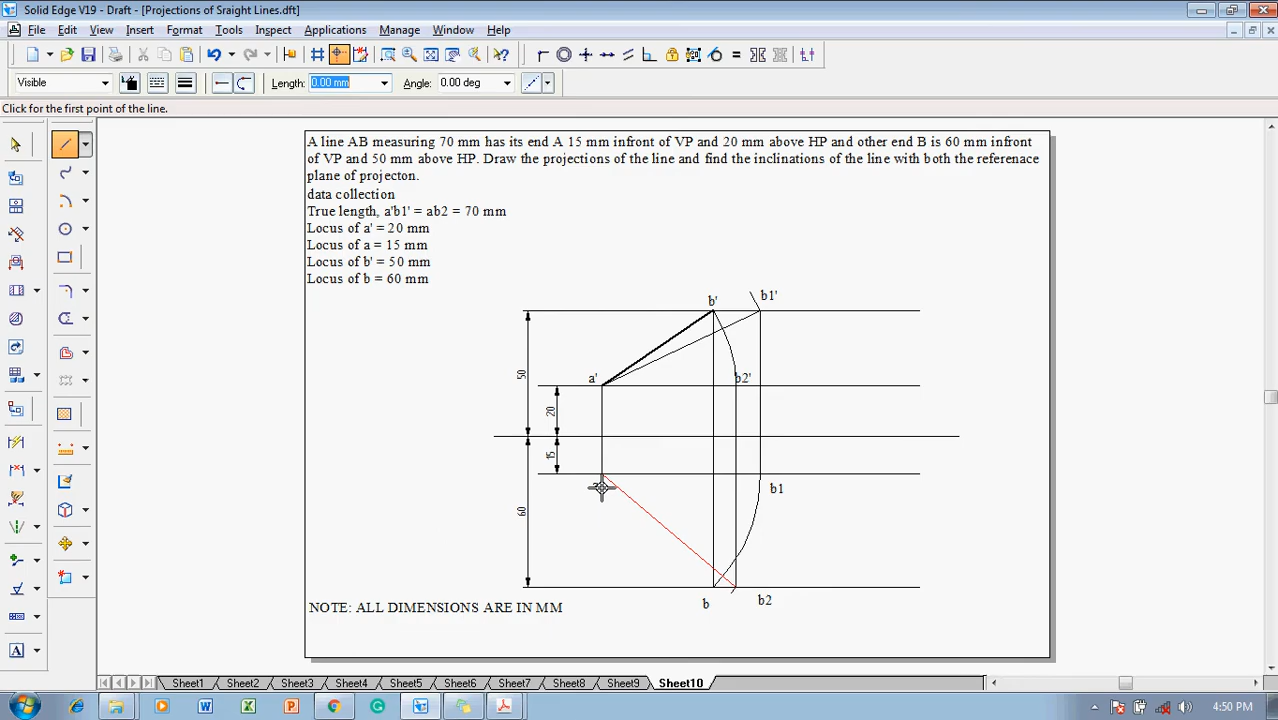 Solid Edge V19 - Draft - [Projections of Sraight Lines.dft]
File Edit View Insert Format Tools Inspect Applications Manage Window Help
Visible Length: 0.00 mm Angle: 0.00 deg
Click for the first point of the line.
A line AB measuring 70 mm has its end A 15 mm infront of VP and 20 mm above HP and other end B is 60 mm infront
of VP and 50 mm above HP. Draw the projections of the line and find the inclinations of the line with both the referenace
plane of projecton.
data collection
True length, a'b1' = ab2 = 70 mm
Locus of a' = 20 mm
Locus of a = 15 mm
Locus of b' = 50 mm
Locus of b = 60 mm
b' b1'
a' b2'
50
20
15
b1
60
b b2
NOTE: ALL DIMENSIONS ARE IN MM
Sheet1 Sheet2 Sheet3 Sheet4 Sheet5 Sheet6 Sheet7 Sheet8 Sheet9 Sheet10
4:50 PM